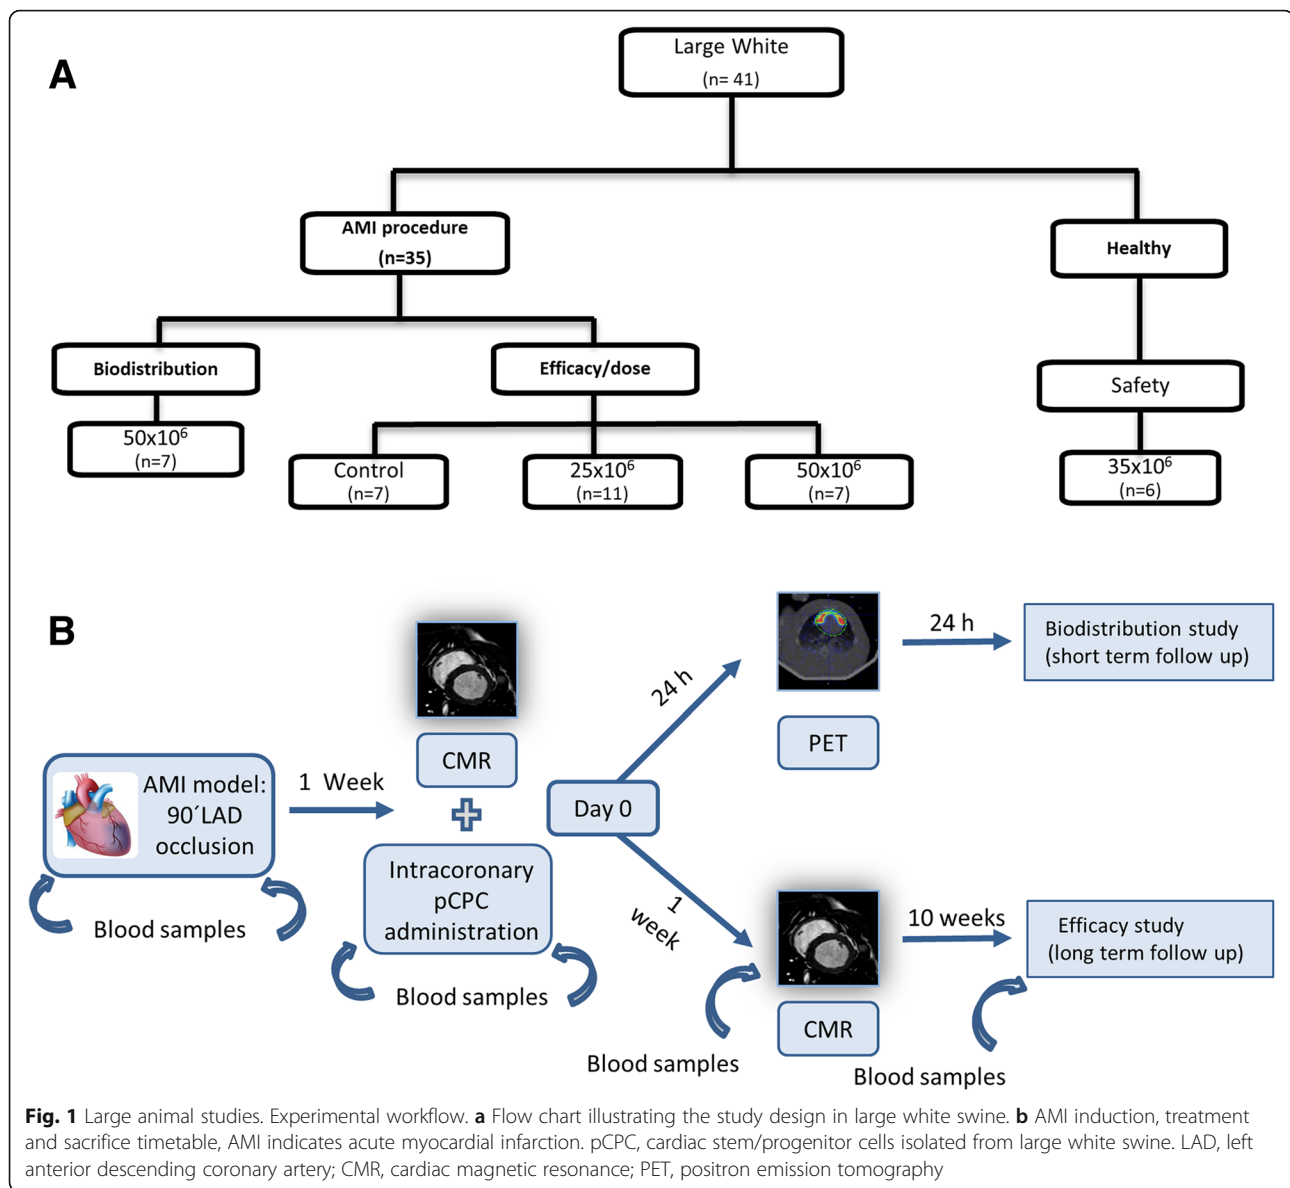 A
Large White
(n= 41)
AMI procedure
(n=35)
Healthy
Biodistribution
Efficacy/dose
Safety
50x10⁶
(n=7)
Control
(n=7)
25x10⁶
(n=11)
50x10⁶
(n=7)
35x10⁶
(n=6)
B
AMI model:
90´LAD
occlusion
Blood samples
1 Week
CMR
Intracoronary
pCPC
administration
Blood samples
Day 0
24 h
PET
24 h
Biodistribution study
(short term follow up)
1
week
Blood samples
CMR
10 weeks
Blood samples
Efficacy study
(long term follow up)
Fig. 1 Large animal studies. Experimental workflow. a Flow chart illustrating the study design in large white swine. b AMI induction, treatment
and sacrifice timetable, AMI indicates acute myocardial infarction. pCPC, cardiac stem/progenitor cells isolated from large white swine. LAD, left
anterior descending coronary artery; CMR, cardiac magnetic resonance; PET, positron emission tomography